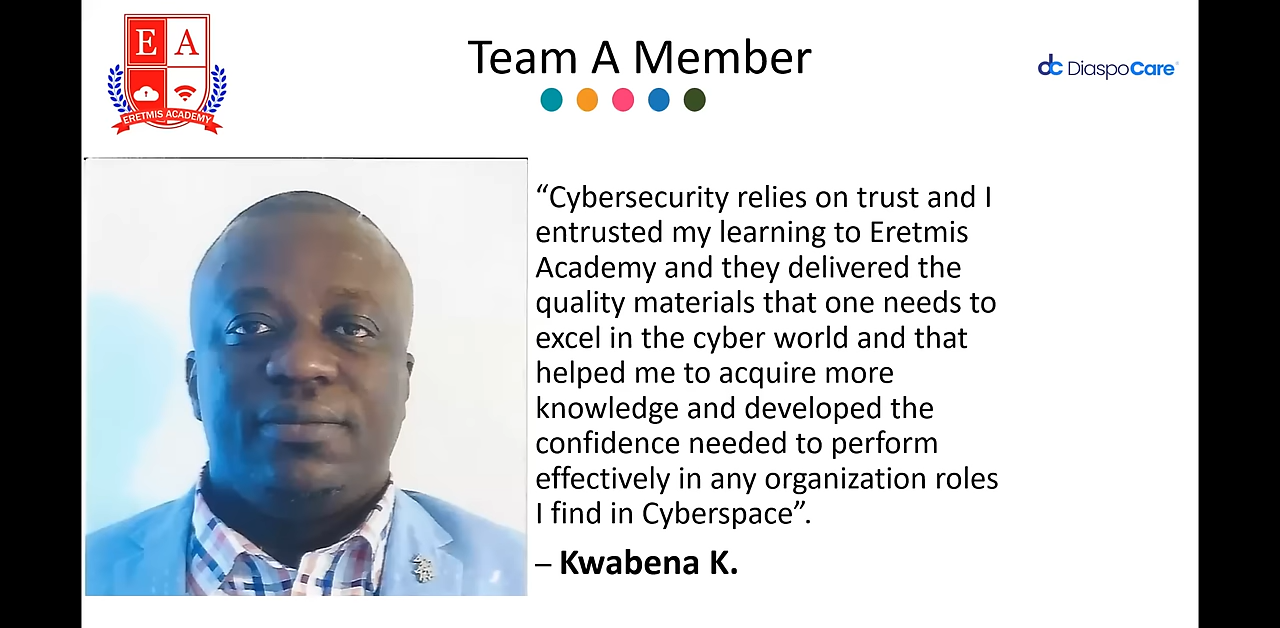 E A
ERETMIS ACADEMY
Team A Member
dc DiaspoCare®
“Cybersecurity relies on trust and I
entrusted my learning to Eretmis
Academy and they delivered the
quality materials that one needs to
excel in the cyber world and that
helped me to acquire more
knowledge and developed the
confidence needed to perform
effectively in any organization roles
I find in Cyberspace”.
– Kwabena K.